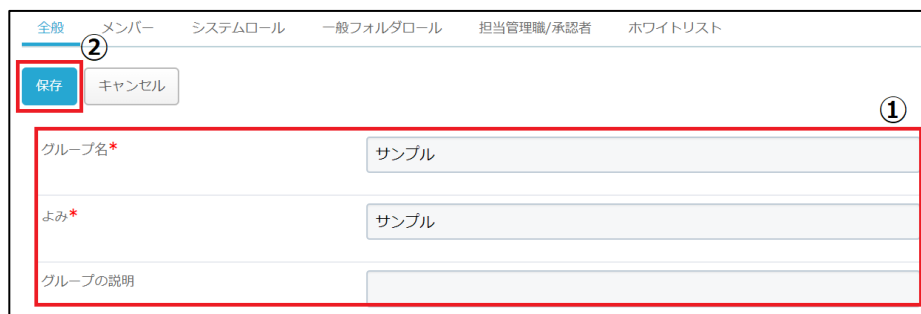 全般 メンバー システムロール 一般フォルダロール 担当管理職/承認者 ホワイトリスト
②
保存 キャンセル
①
グループ名* サンプル
よみ* サンプル
グループの説明